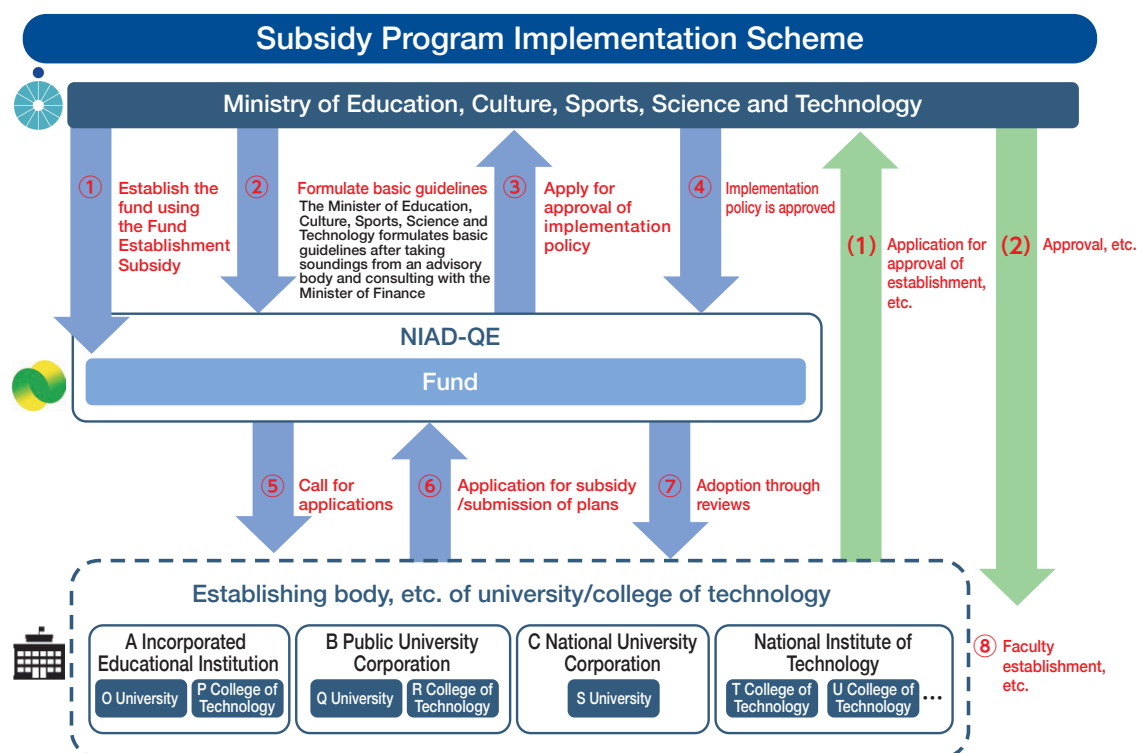 Subsidy Program Implementation Scheme
Ministry of Education, Culture, Sports, Science and Technology
① Establish the
fund using
the Fund
Establishment
Subsidy
② Formulate basic guidelines
The Minister of Education,
Culture, Sports, Science and
Technology formulates basic
guidelines after taking
soundings from an advisory
body and consulting with the
Minister of Finance
③ Apply for
approval of
implementation
policy
④ Implementation
policy is approved
(1) Application for
approval of
establishment,
etc.
(2) Approval, etc.
NIAD-QE
Fund
⑤ Call for
applications
⑥ Application for subsidy
/submission of plans
⑦ Adoption through
reviews
Establishing body, etc. of university/college of technology
A Incorporated
Educational Institution
O University
P College of
Technology
B Public University
Corporation
Q University
R College of
Technology
C National University
Corporation
S University
National Institute of
Technology
T College of
Technology
U College of
Technology
...
⑧ Faculty
establishment,
etc.